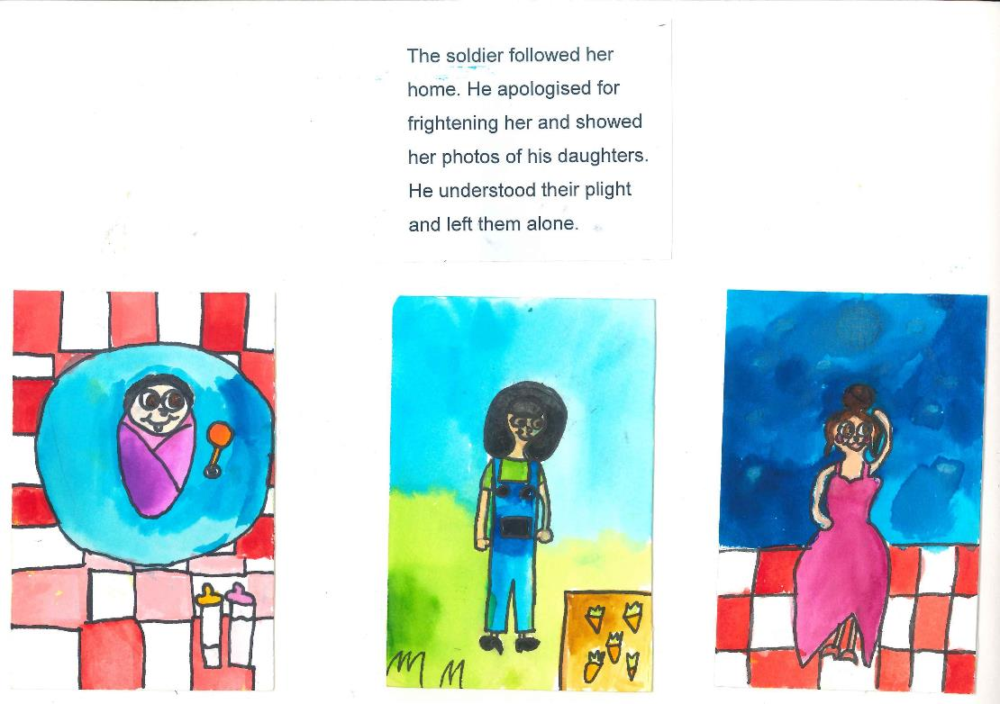 The soldier followed her
home. He apologised for
frightening her and showed
her photos of his daughters.
He understood their plight
and left them alone.